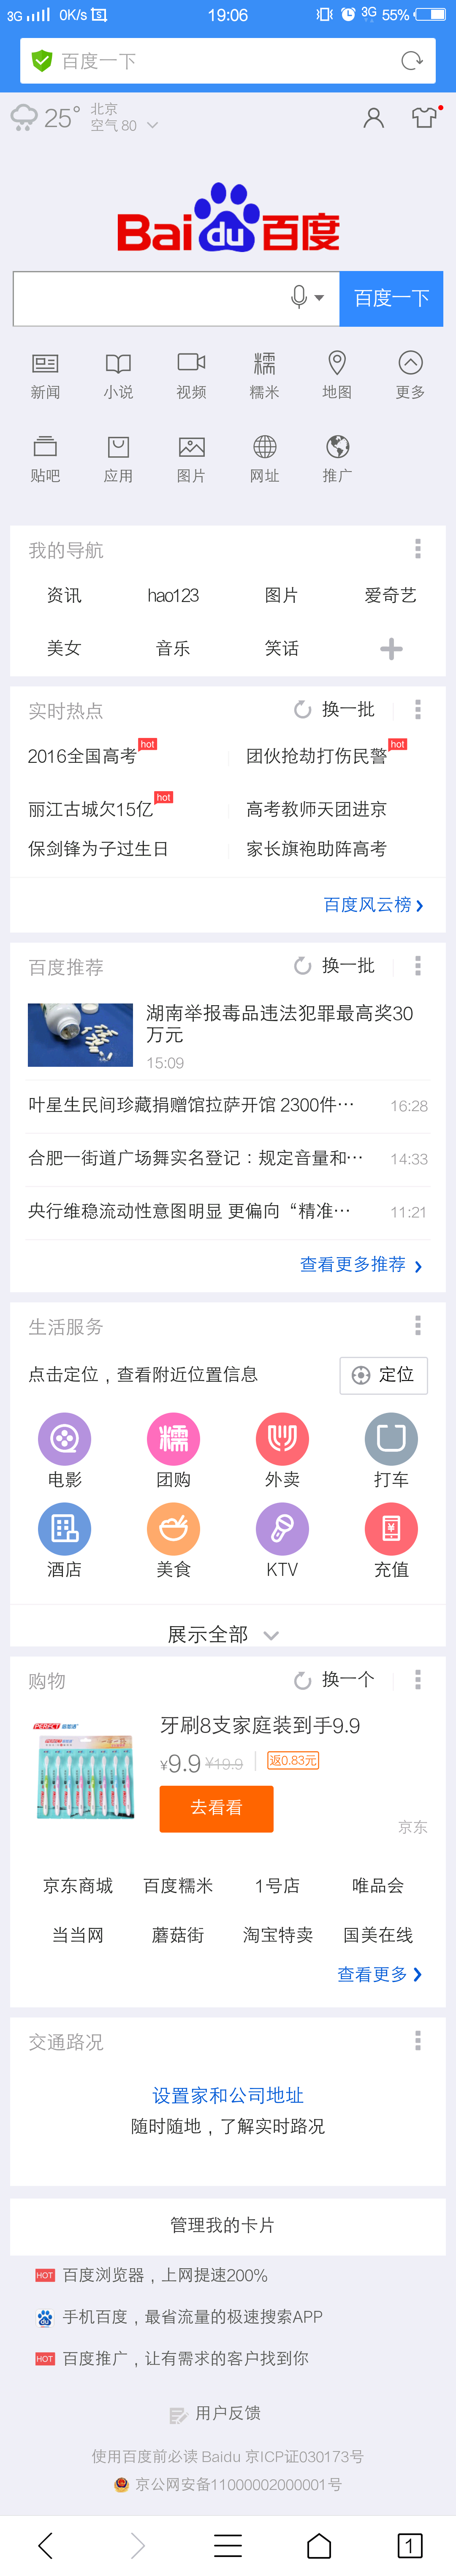 3G 0K/s 19:06 3G 55%
百度一下
25° 北京
空气 80
Bai du 百度
百度一下
新闻 小说 视频 糯米 地图 更多
贴吧 应用 图片 网址 推广
我的导航
资讯 hao123 图片 爱奇艺
美女 音乐 笑话
实时热点 换一批
2016全国高考 hot 团伙抢劫打伤民警 hot
丽江古城欠15亿 hot 高考教师天团进京
保剑锋为子过生日 家长旗袍助阵高考
百度风云榜
百度推荐 换一批
湖南举报毒品违法犯罪最高奖30
万元
15:09
叶星生民间珍藏捐赠馆拉萨开馆 2300件… 16:28
合肥一街道广场舞实名登记：规定音量和… 14:33
央行维稳流动性意图明显 更偏向“精准… 11:21
查看更多推荐
生活服务
点击定位，查看附近位置信息 定位
糯
电影 团购 外卖 打车
酒店 美食 KTV 充值
展示全部
购物 换一个
PERFCT
牙刷8支家庭装到手9.9
¥9.9 ¥19.9 返0.83元
去看看
京东
京东商城 百度糯米 1号店 唯品会
当当网 蘑菇街 淘宝特卖 国美在线
查看更多
交通路况
设置家和公司地址
随时随地，了解实时路况
管理我的卡片
HOT 百度浏览器，上网提速200%
du 手机百度，最省流量的极速搜索APP
HOT 百度推广，让有需求的客户找到你
用户反馈
使用百度前必读 Baidu 京ICP证030173号
京公网安备11000002000001号
1